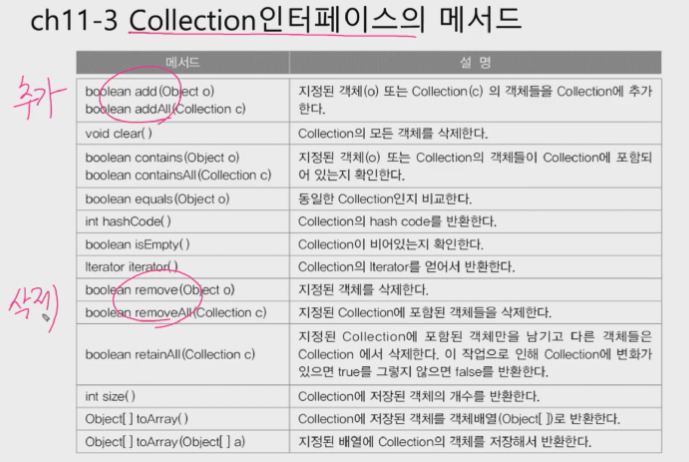 ch11-3 Collection인터페이스의 메서드
메서드 설 명
추가
boolean add(Object o) 지정된 객체(o) 또는 Collection(c) 의 객체들을 Collection에 추가
boolean addAll(Collection c) 한다.
void clear( ) Collection의 모든 객체를 삭제한다.
boolean contains(Object o) 지정된 객체(o) 또는 Collection의 객체들이 Collection에 포함되
boolean containsAll(Collection c) 어 있는지 확인한다.
boolean equals(Object o) 동일한 Collection인지 비교한다.
int hashCode( ) Collection의 hash code를 반환한다.
boolean isEmpty( ) Collection이 비어있는지 확인한다.
Iterator iterator( ) Collection의 Iterator를 얻어서 반환한다.
삭제)
boolean remove(Object o) 지정된 객체를 삭제한다.
boolean removeAll(Collection c) 지정된 Collection에 포함된 객체들을 삭제한다.
지정된 Collection에 포함된 객체만을 남기고 다른 객체들은
boolean retainAll(Collection c) Collection 에서 삭제한다. 이 작업으로 인해 Collection에 변화가
있으면 true를 그렇지 않으면 false를 반환한다.
int size( ) Collection에 저장된 객체의 개수를 반환한다.
Object[ ] toArray( ) Collection에 저장된 객체를 객체배열(Object[ ])로 반환한다.
Object[ ] toArray(Object[ ] a) 지정된 배열에 Collection의 객체를 저장해서 반환한다.